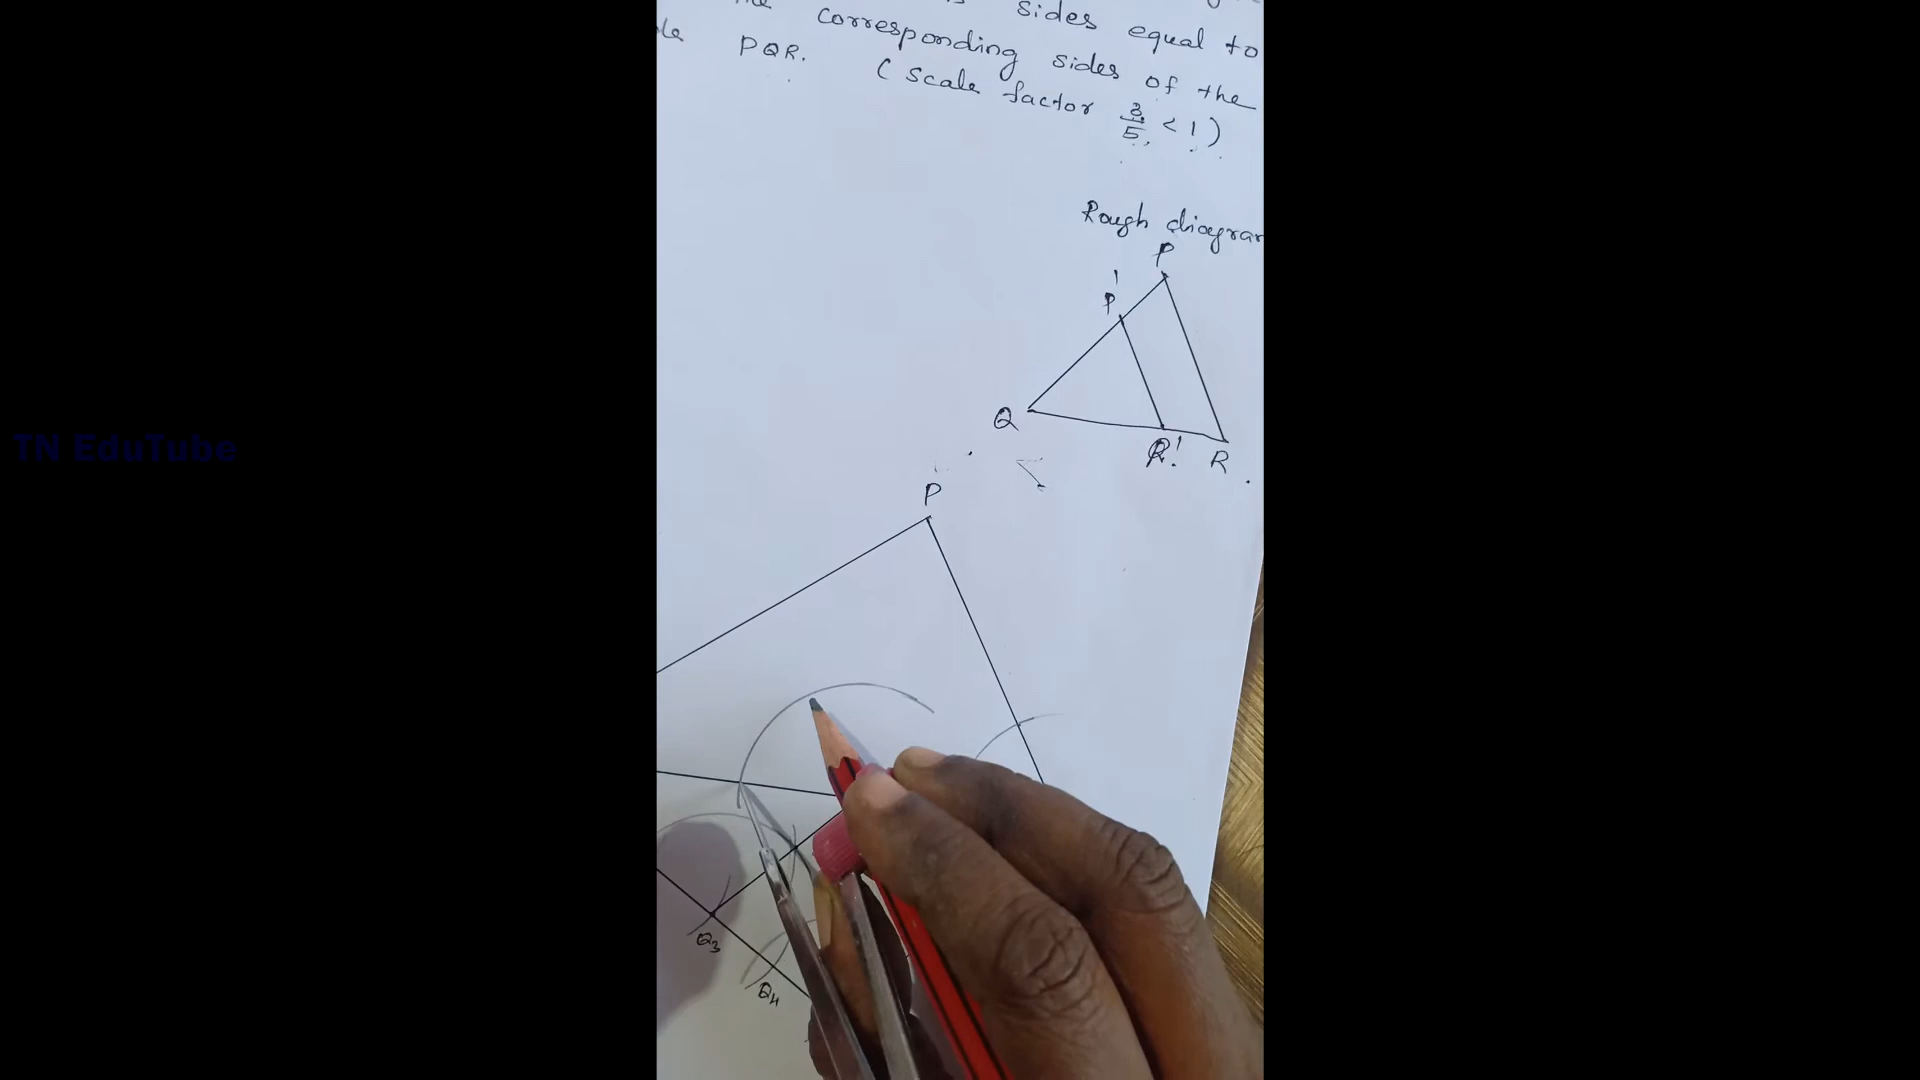 sides equal to
corresponding sides of the
PQR. (scale factor 3/5 < 1)
Rough diagram
P
P'
Q
R'. R
P
Q3
Q4
TN EduTube